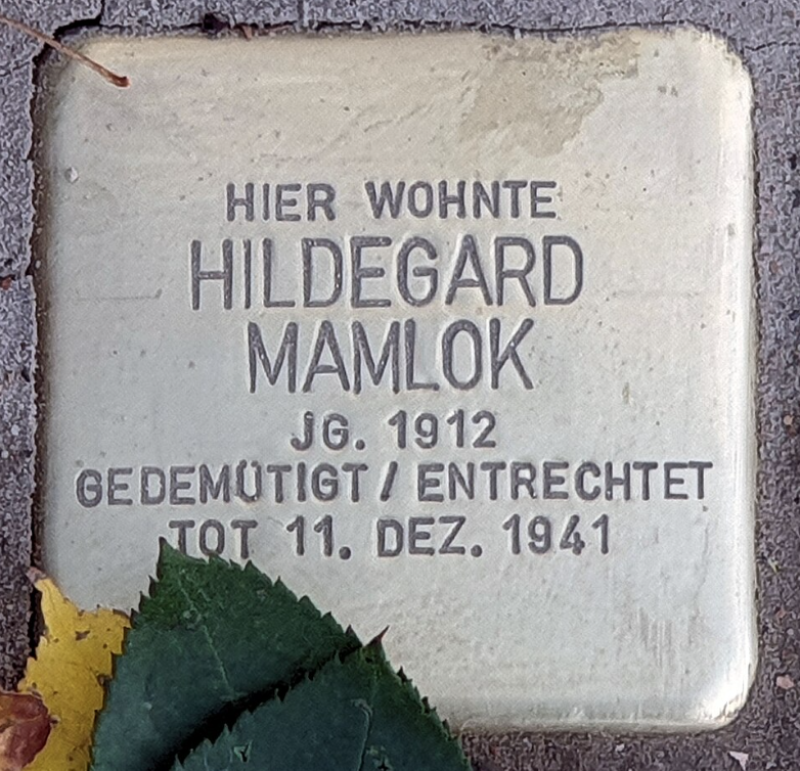 HIER WOHNTE
HILDEGARD
MAMLOK
JG. 1912
GEDEMÜTIGT / ENTRECHTET
TOT 11. DEZ. 1941